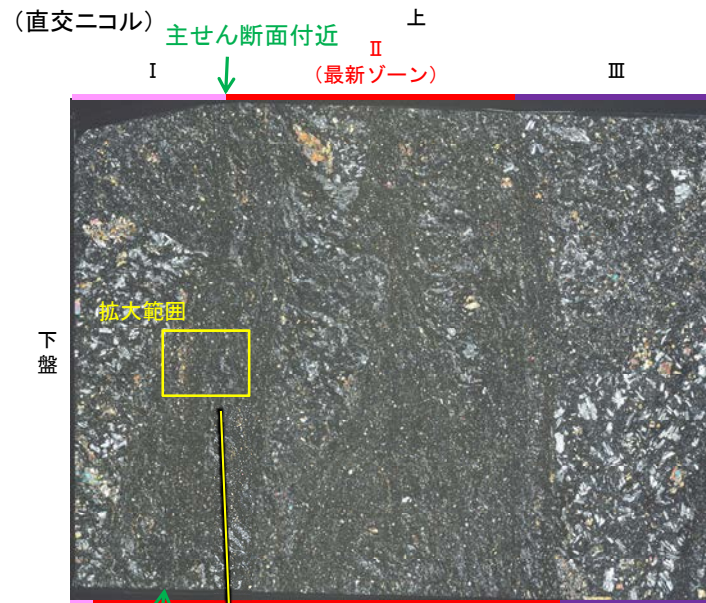 （直交ニコル）
主せん断面付近
上
Ⅰ
Ⅱ
（最新ゾーン）
Ⅲ
拡大範囲
下
盤